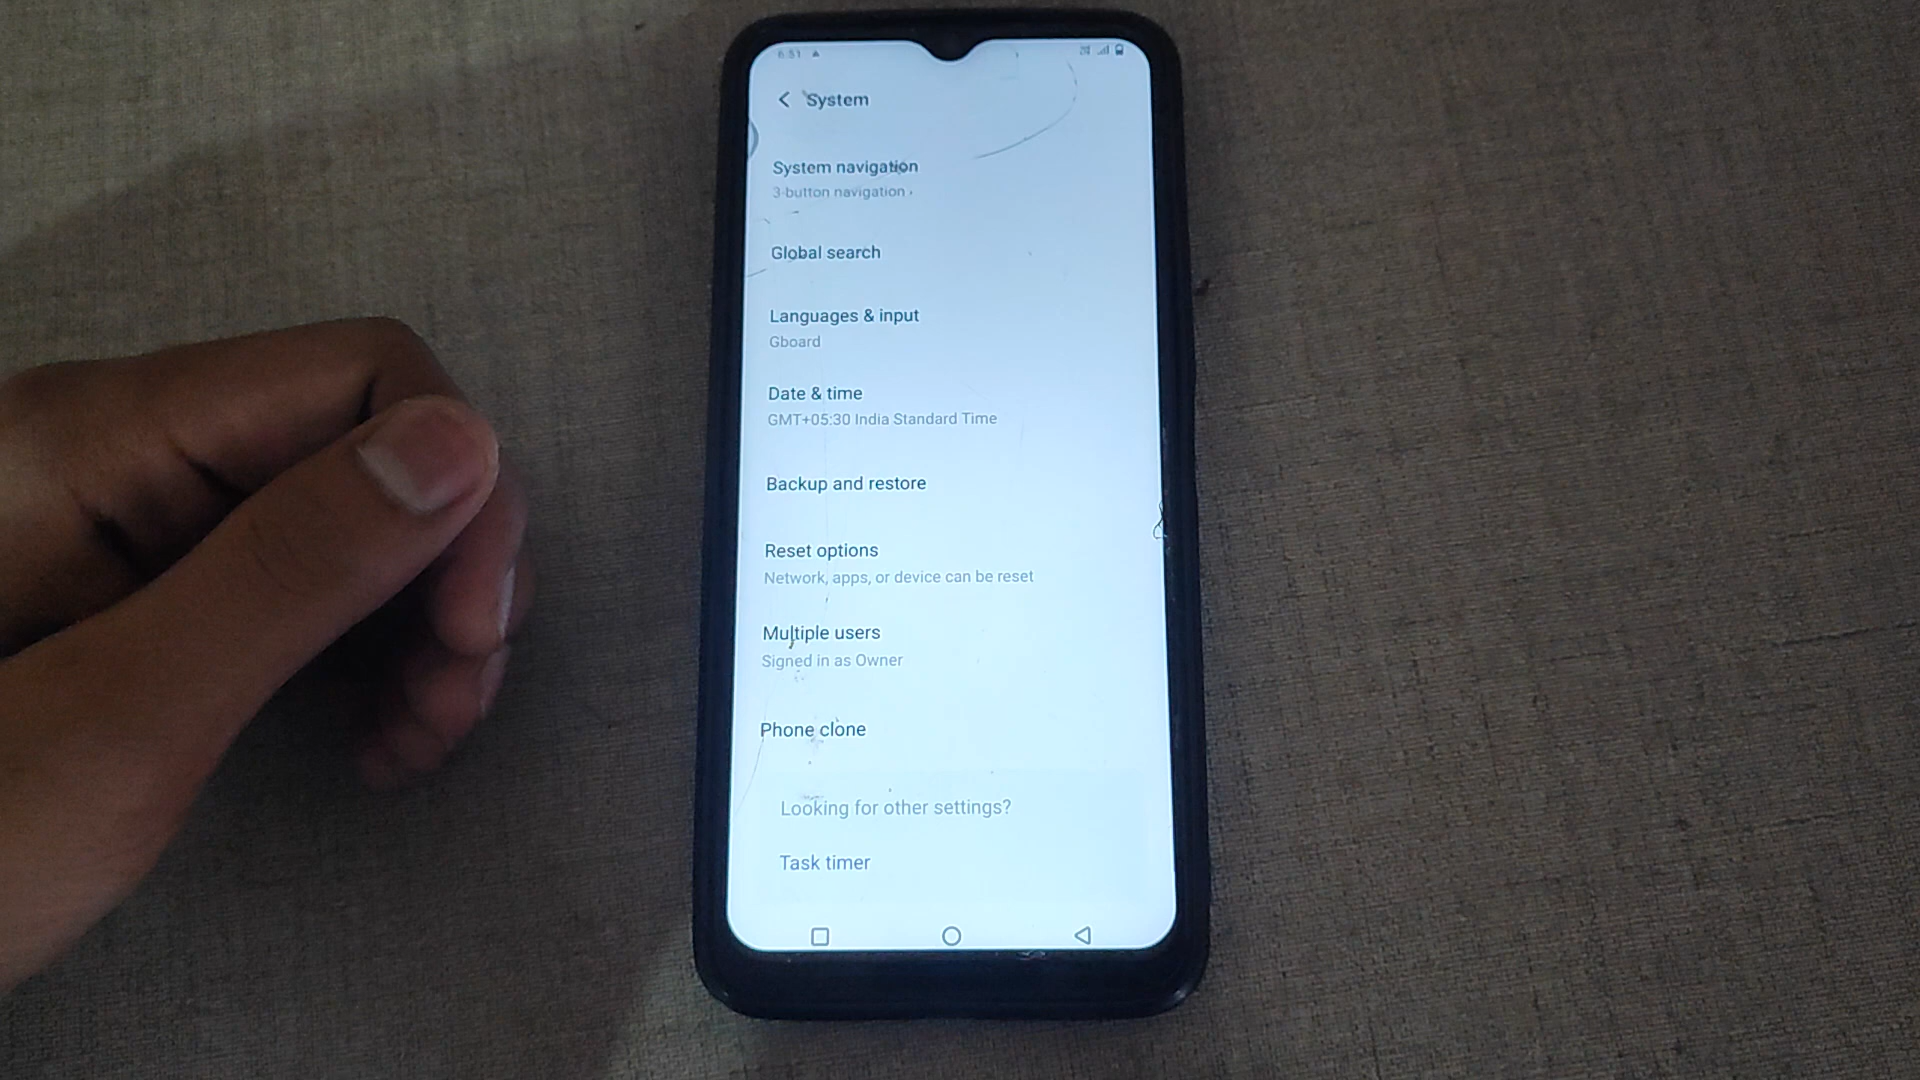 6:51
System
System navigation
3-button navigation ›
Global search
Languages & input
Gboard
Date & time
GMT+05:30 India Standard Time
Backup and restore
Reset options
Network, apps, or device can be reset
Multiple users
Signed in as Owner
Phone clone
Looking for other settings?
Task timer